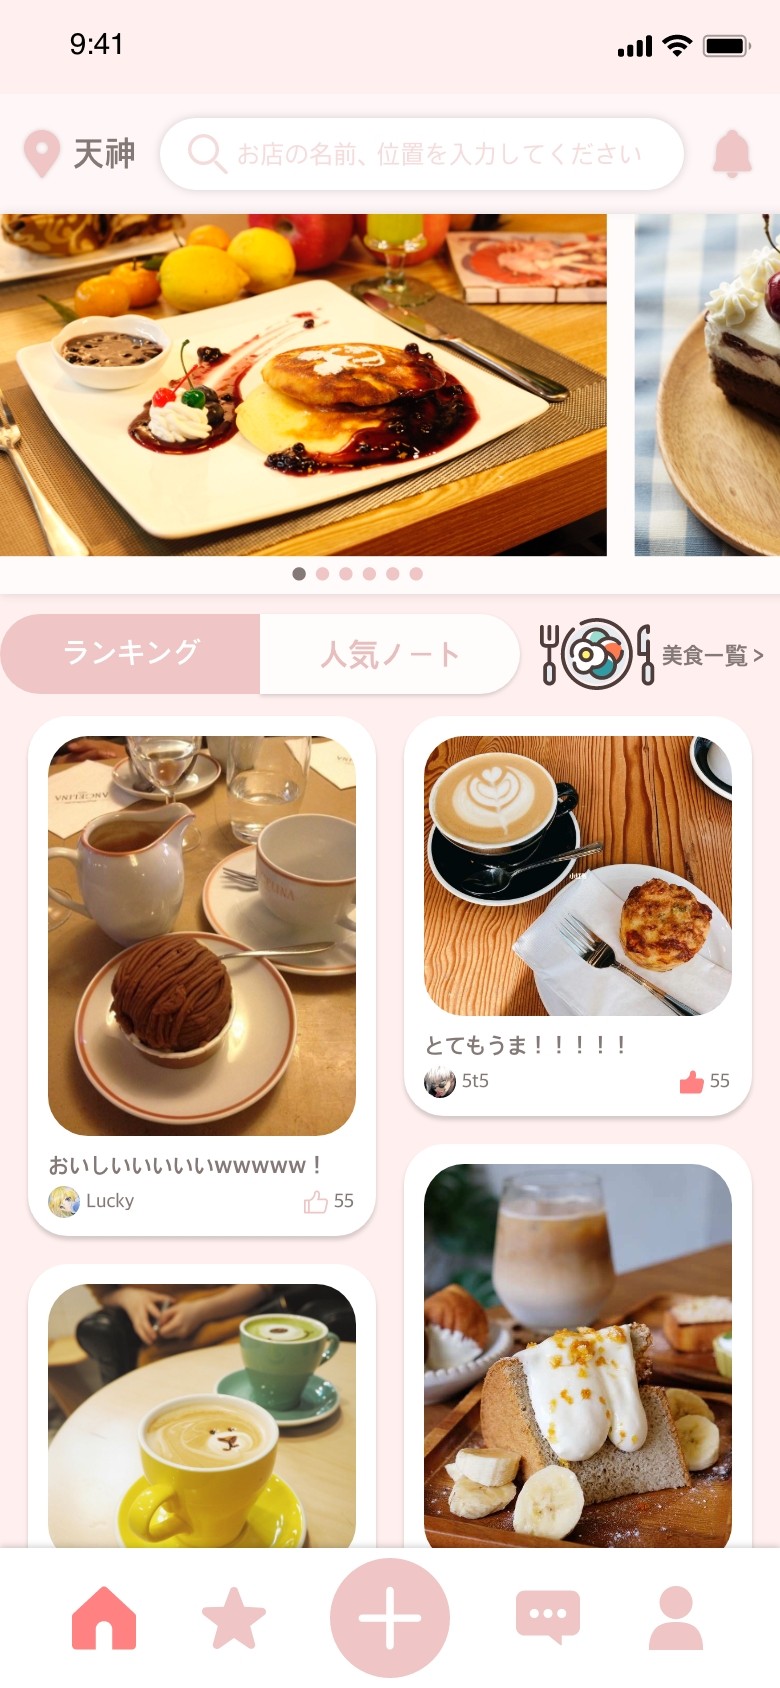 9:41
天神
お店の名前、位置を入力してください
ランキング
人気ノート
美食一覧 >
ANGELINA
とてもうま！！！！！
5t5
55
おいしいいいいいwwwww！
Lucky
55